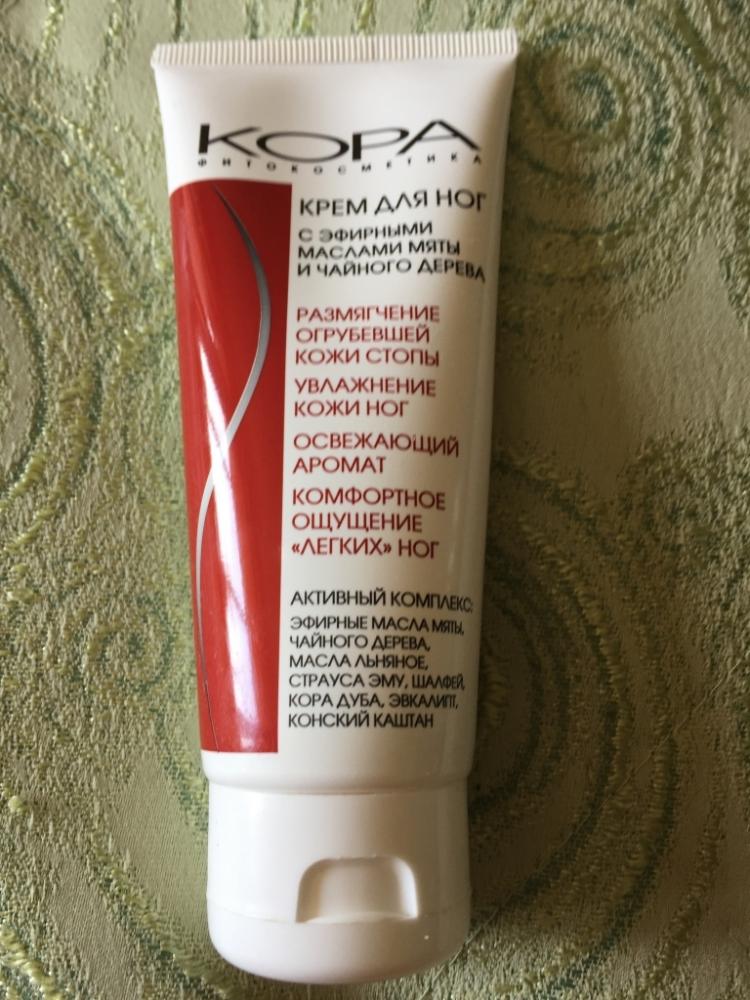 КОРА
ФИТОКОСМЕТИКА
КРЕМ ДЛЯ НОГ
С ЭФИРНЫМИ
МАСЛАМИ МЯТЫ
И ЧАЙНОГО ДЕРЕВА
РАЗМЯГЧЕНИЕ
ОГРУБЕВШЕЙ
КОЖИ СТОПЫ
УВЛАЖНЕНИЕ
КОЖИ НОГ
ОСВЕЖАЮЩИЙ
АРОМАТ
КОМФОРТНОЕ
ОЩУЩЕНИЕ
«ЛЕГКИХ» НОГ
АКТИВНЫЙ КОМПЛЕКС:
ЭФИРНЫЕ МАСЛА МЯТЫ,
ЧАЙНОГО ДЕРЕВА,
МАСЛА ЛЬНЯНОЕ,
СТРАУСА ЭМУ, ШАЛФЕЙ,
КОРА ДУБА, ЭВКАЛИПТ,
КОНСКИЙ КАШТАН